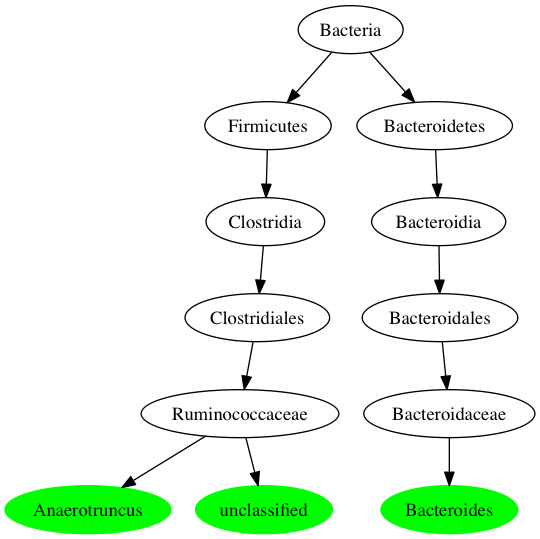 Bacteria
Firmicutes
Bacteroidetes
Clostridia
Bacteroidia
Clostridiales
Bacteroidales
Ruminococcaceae
Bacteroidaceae
Anaerotruncus
unclassified
Bacteroides